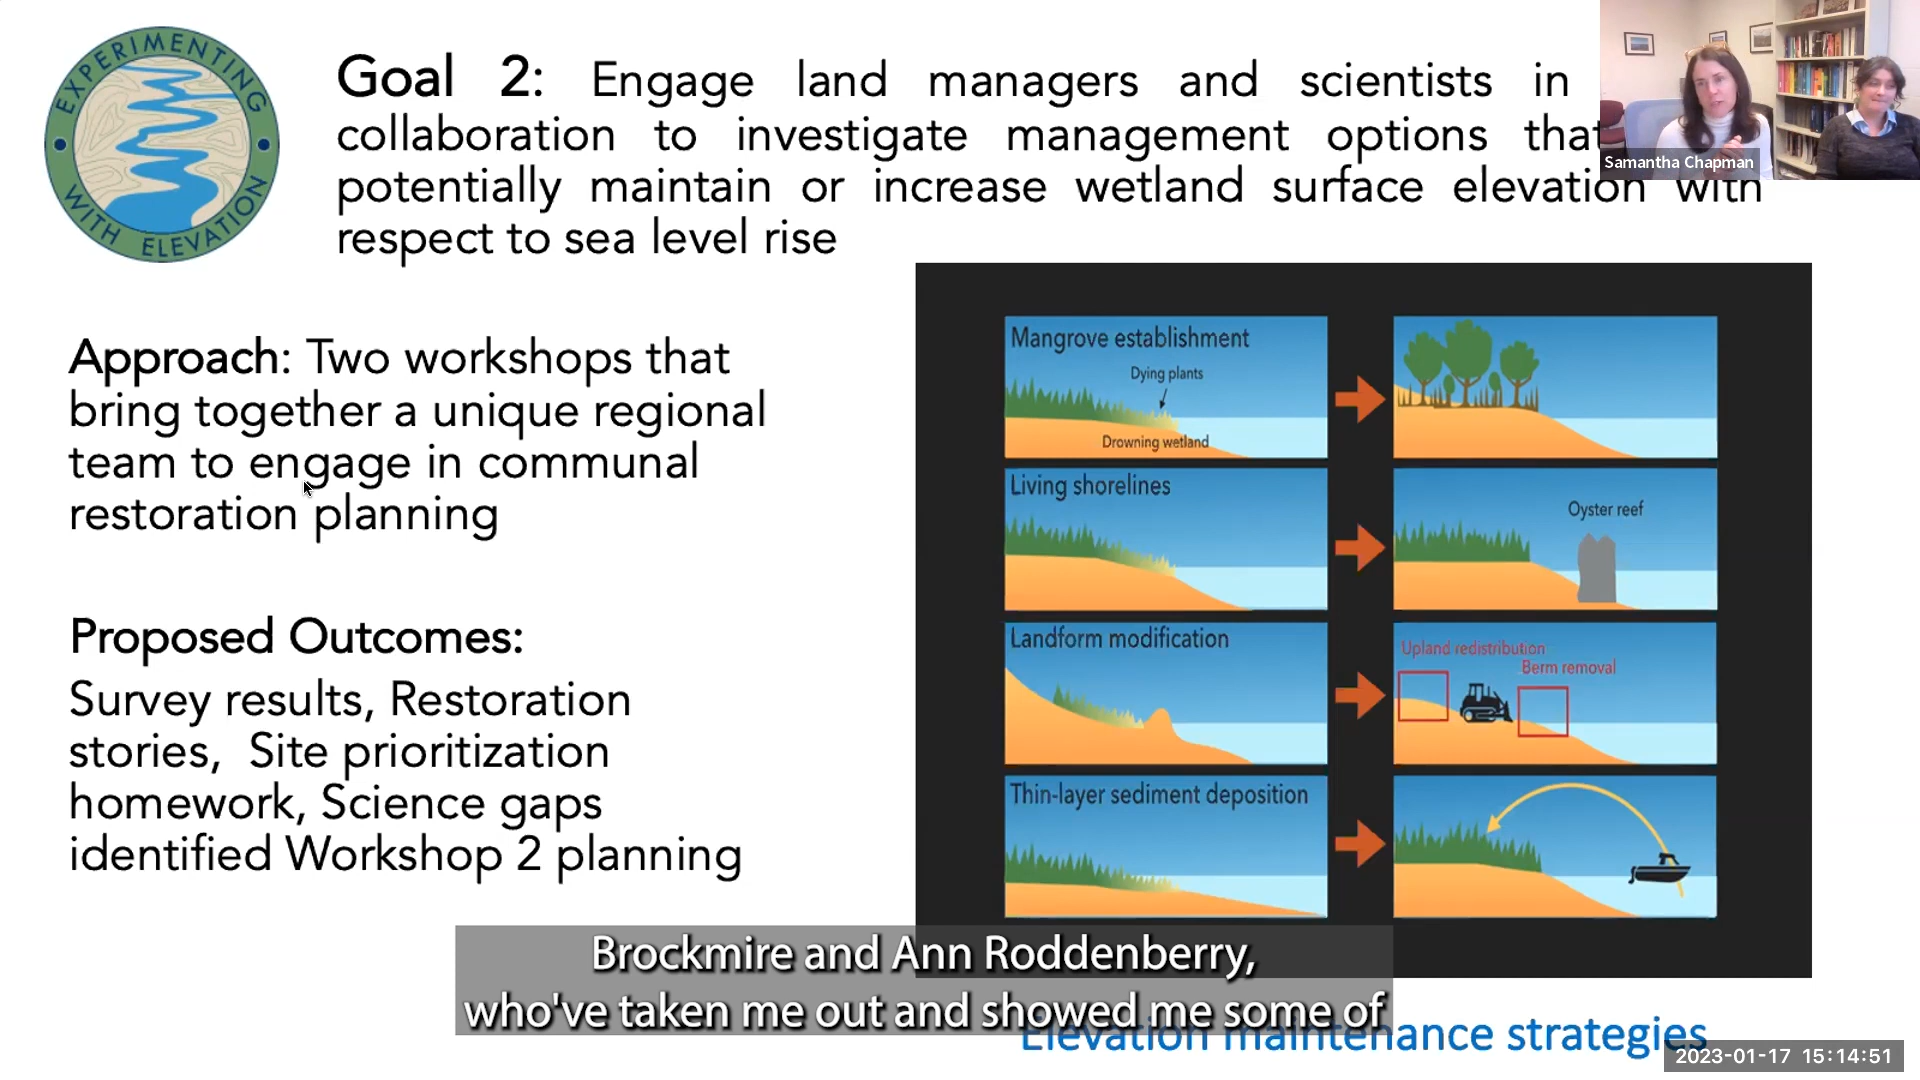 EXPERIMENTING
WITH ELEVATION
Goal 2: Engage land managers and scientists in
collaboration to investigate management options that
potentially maintain or increase wetland surface elevation with
respect to sea level rise
Samantha Chapman
Approach: Two workshops that
bring together a unique regional
team to engage in communal
restoration planning
Proposed Outcomes:
Survey results, Restoration
stories, Site prioritization
homework, Science gaps
identified Workshop 2 planning
Mangrove establishment
Dying plants
Drowning wetland
Living shorelines
Oyster reef
Landform modification
Upland redistribution
Berm removal
Thin-layer sediment deposition
Brockmire and Ann Roddenberry,
who've taken me out and showed me some of
Elevation maintenance strategies
2023-01-17 15:14:51